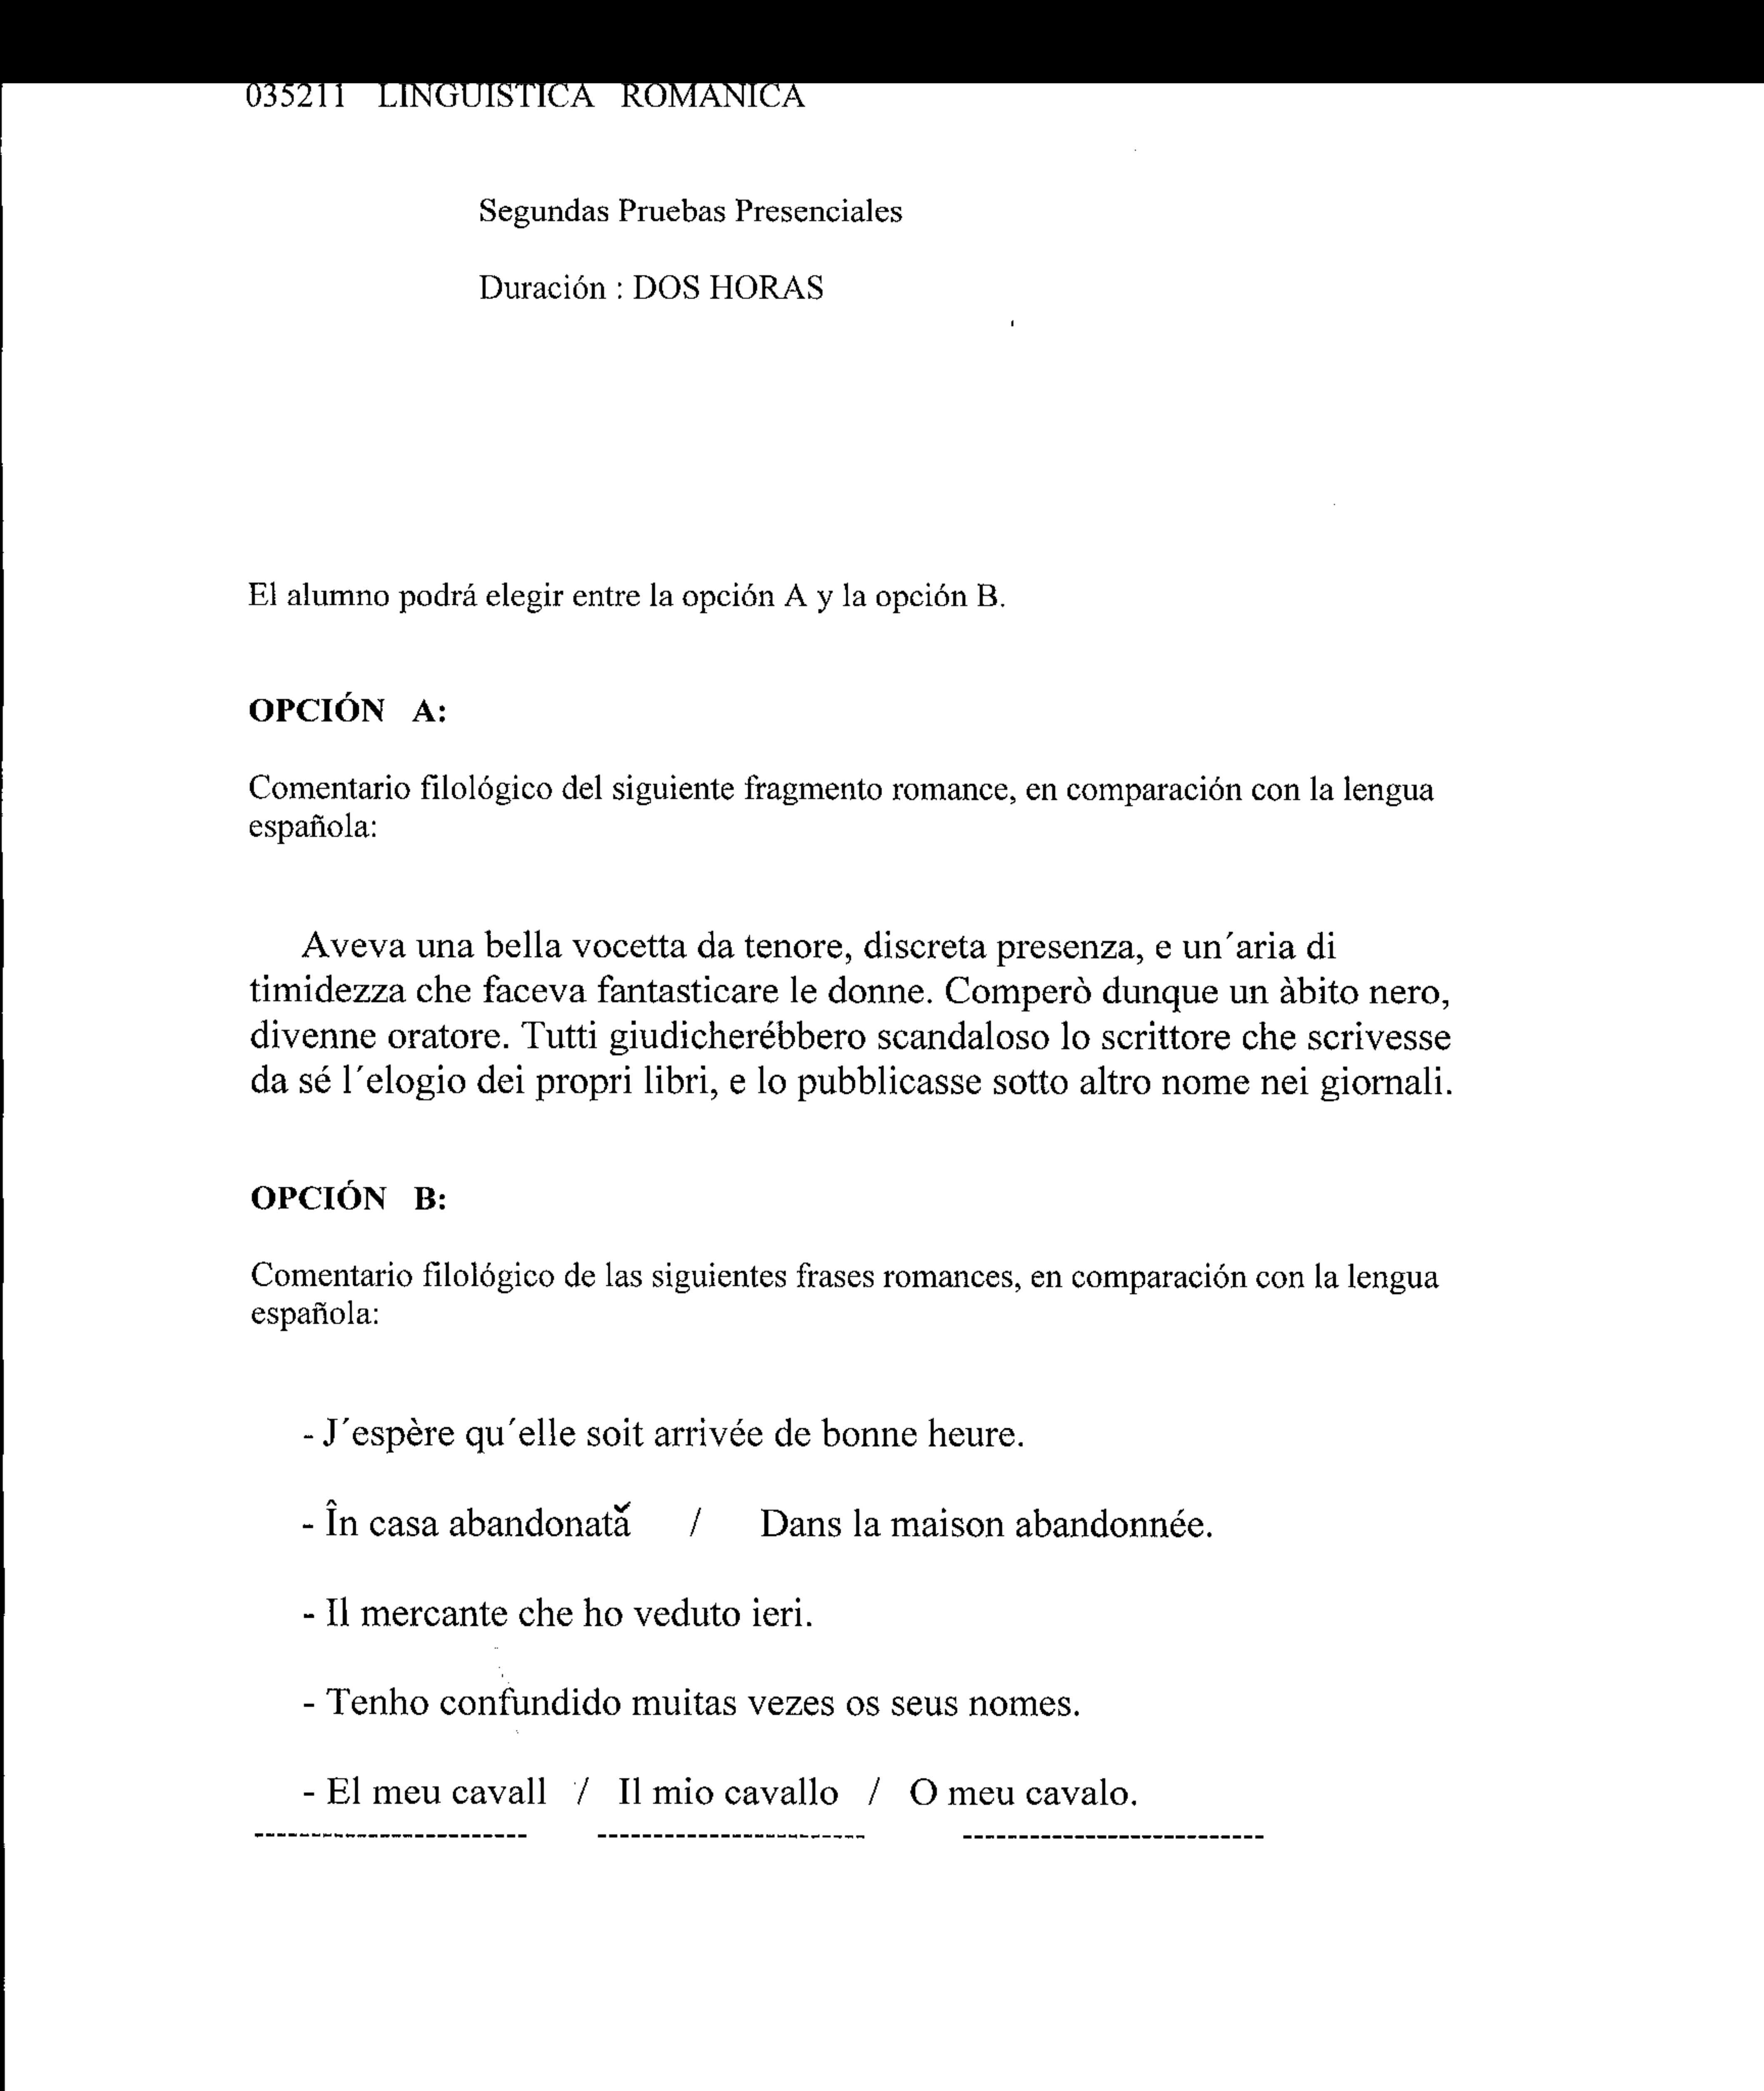 035211 LINGUISTICA ROMANICA
Segundas Pruebas Presenciales
Duración : DOS HORAS
El alumno podrá elegir entre la opción A y la opción B.
OPCIÓN A:
Comentario filológico del siguiente fragmento romance, en comparación con la lengua
española:
Aveva una bella vocetta da tenore, discreta presenza, e un´aria di
timidezza che faceva fantasticare le donne. Comperò dunque un àbito nero,
divenne oratore. Tutti giudicherébbero scandaloso lo scrittore che scrivesse
da sé l´elogio dei propri libri, e lo pubblicasse sotto altro nome nei giornali.
OPCIÓN B:
Comentario filológico de las siguientes frases romances, en comparación con la lengua
española:
- J´espère qu´elle soit arrivée de bonne heure.
- În casa abandonată / Dans la maison abandonnée.
- Il mercante che ho veduto ieri.
- Tenho confundido muitas vezes os seus nomes.
- El meu cavall / Il mio cavallo / O meu cavalo.